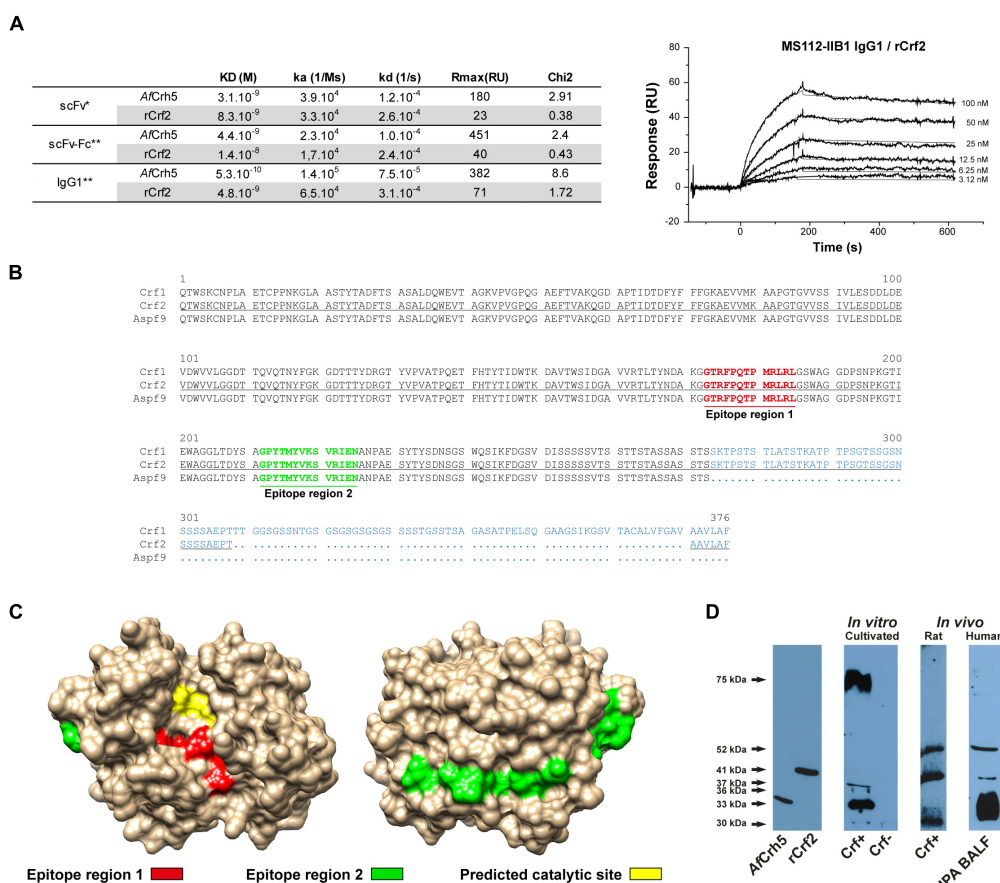 A
KD (M) ka (1/Ms) kd (1/s) Rmax(RU) Chi2
scFv* AfCrh5 3.1.10-9 3.9.104 1.2.10-4 180 2.91
rCrf2 8.3.10-9 3.3.104 2.6.10-4 23 0.38
scFv-Fc** AfCrh5 4.4.10-9 2.3.104 1.0.10-4 451 2.4
rCrf2 1.4.10-8 1,7.104 2.4.10-4 40 0.43
IgG1** AfCrh5 5.3.10-10 1.4.105 7.5.10-5 382 8.6
rCrf2 4.8.10-9 6.5.104 3.1.10-4 71 1.72
MS112-IIB1 IgG1 / rCrf2
Response (RU)
80
60
40
20
0
-20
100 nM
50 nM
25 nM
12.5 nM
6.25 nM
3.12 nM
0 200 400 600
Time (s)
B
1 100
Crf1 QTWSKCNPLA ETCPPNKGLA ASTYTADFTS ASALDQWEVT AGKVPVGPQG AEFTVAKQGD APTIDTDFYF FFGKAEVVMK AAPGTGVVSS IVLESDDLDE
Crf2 QTWSKCNPLA ETCPPNKGLA ASTYTADFTS ASALDQWEVT AGKVPVGPQG AEFTVAKQGD APTIDTDFYF FFGKAEVVMK AAPGTGVVSS IVLESDDLDE
Aspf9 QTWSKCNPLA ETCPPNKGLA ASTYTADFTS ASALDQWEVT AGKVPVGPQG AEFTVAKQGD APTIDTDFYF FFGKAEVVMK AAPGTGVVSS IVLESDDLDE
101 200
Crf1 VDWVVLGGDT TQVQTNYFGK GDTTTYDRGT YVPVATPQET FHTYTIDWTK DAVTWSIDGA VVRTLTYNDA KGGTRFPQTP MRLRLGSWAG GDPSNPKGTI
Crf2 VDWVVLGGDT TQVQTNYFGK GDTTTYDRGT YVPVATPQET FHTYTIDWTK DAVTWSIDGA VVRTLTYNDA KGGTRFPQTP MRLRLGSWAG GDPSNPKGTI
Aspf9 VDWVVLGGDT TQVQTNYFGK GDTTTYDRGT YVPVATPQET FHTYTIDWTK DAVTWSIDGA VVRTLTYNDA KGGTRFPQTP MRLRLGSWAG GDPSNPKGTI
Epitope region 1
201 300
Crf1 EWAGGLTDYS AGPYTMYVKS VRIENANPAE SYTYSDNSGS WQSIKFDGSV DISSSSSVTS STTSTASSAS STSSKTPSTS TLATSTKATP TPSGTSSGSN
Crf2 EWAGGLTDYS AGPYTMYVKS VRIENANPAE SYTYSDNSGS WQSIKFDGSV DISSSSSVTS STTSTASSAS STSSKTPSTS TLATSTKATP TPSGTSSGSN
Aspf9 EWAGGLTDYS AGPYTMYVKS VRIENANPAE SYTYSDNSGS WQSIKFDGSV DISSSSSVTS STTSTASSAS STS....... .......... ..........
Epitope region 2
301 376
Crf1 SSSSAEPTTT GGSGSSNTGS GSGSGSGSGS SSSTGSSTSA GASATPELSQ GAAGSIKGSV TACALVFGAV AAVLAF
Crf2 SSSSAEPT.. .......... .......... .......... .......... .......... .......... AAVLAF
Aspf9 .......... .......... .......... .......... .......... .......... .......... ......
C
Epitope region 1
Epitope region 2
Predicted catalytic site
D
In vitro In vivo
Cultivated Rat Human
75 kDa
52 kDa
41 kDa
37 kDa
36 kDa
33 kDa
30 kDa
AfCrh5 rCrf2 Crf+ Crf- Crf+ IPA BALF